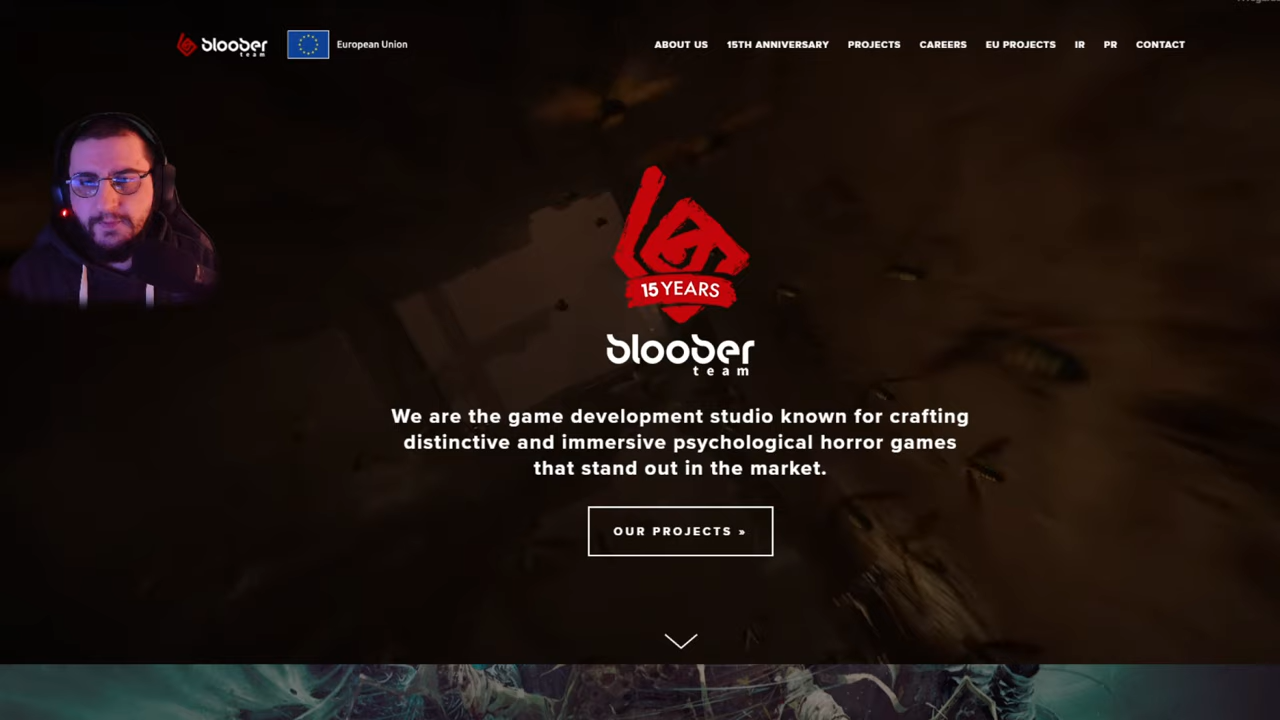 bloober
team
European Union
ABOUT US
15TH ANNIVERSARY
PROJECTS
CAREERS
EU PROJECTS
IR
PR
CONTACT
15 YEARS
bloober
team
We are the game development studio known for crafting
distinctive and immersive psychological horror games
that stand out in the market.
OUR PROJECTS »